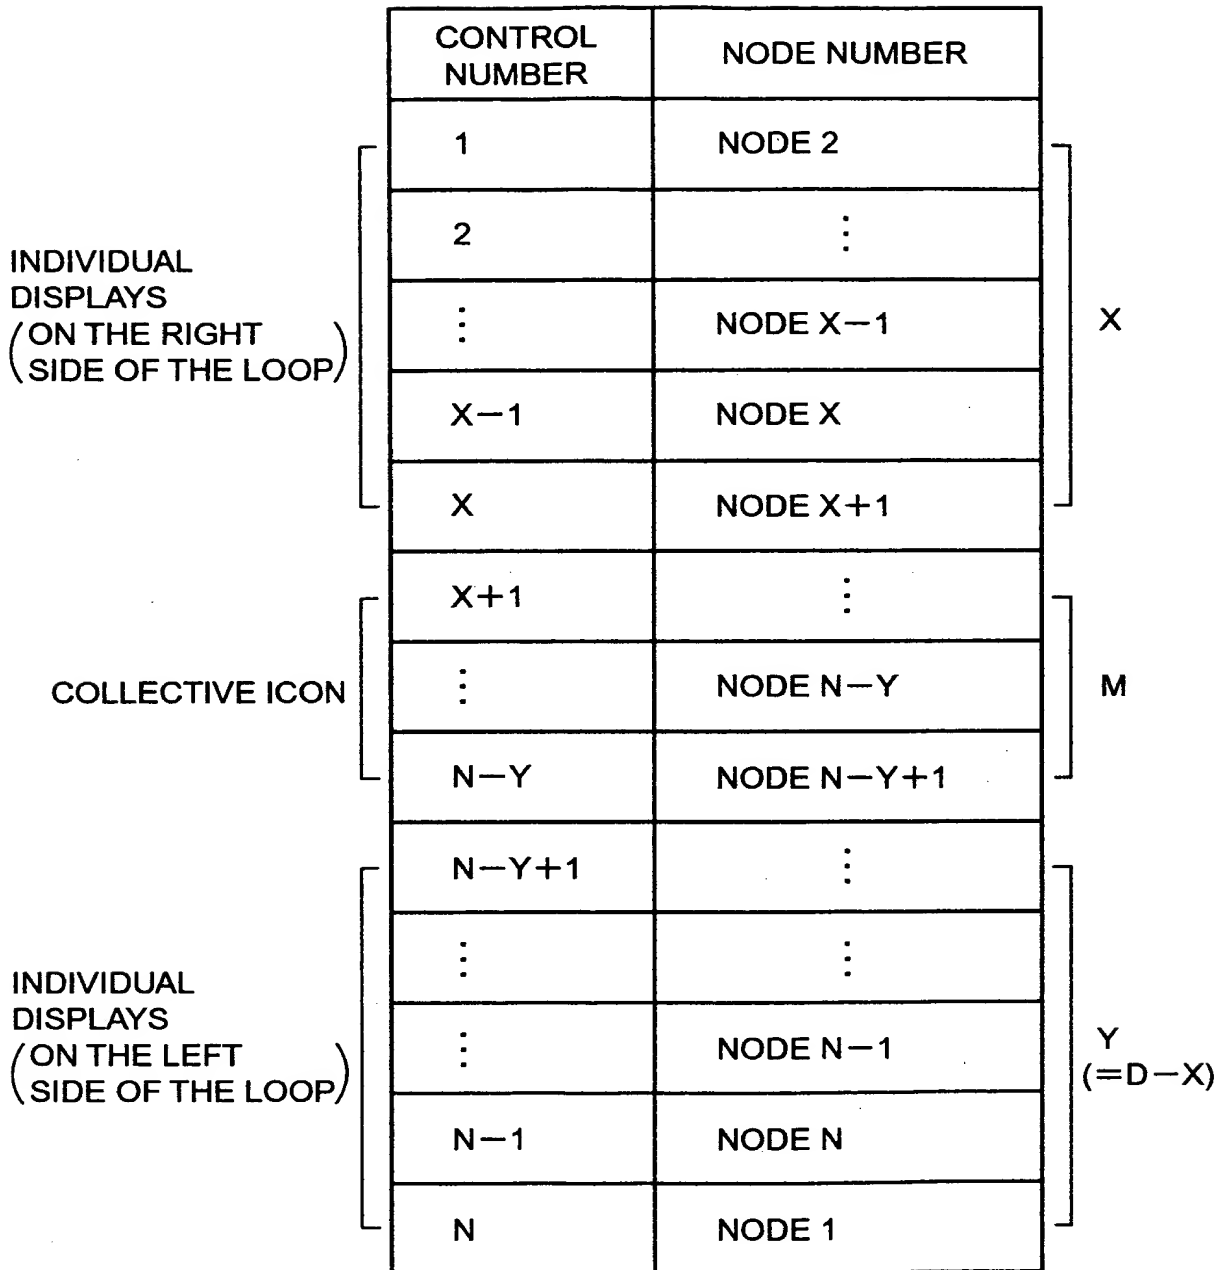 CONTROL
NUMBER
NODE NUMBER
1
NODE 2
2
⋮
INDIVIDUAL
DISPLAYS
(ON THE RIGHT
SIDE OF THE LOOP)
⋮
NODE X−1
X
X−1
NODE X
X
NODE X+1
X+1
⋮
COLLECTIVE ICON
⋮
NODE N−Y
M
N−Y
NODE N−Y+1
N−Y+1
⋮
⋮
⋮
INDIVIDUAL
DISPLAYS
(ON THE LEFT
SIDE OF THE LOOP)
⋮
NODE N−1
Y
(=D−X)
N−1
NODE N
N
NODE 1